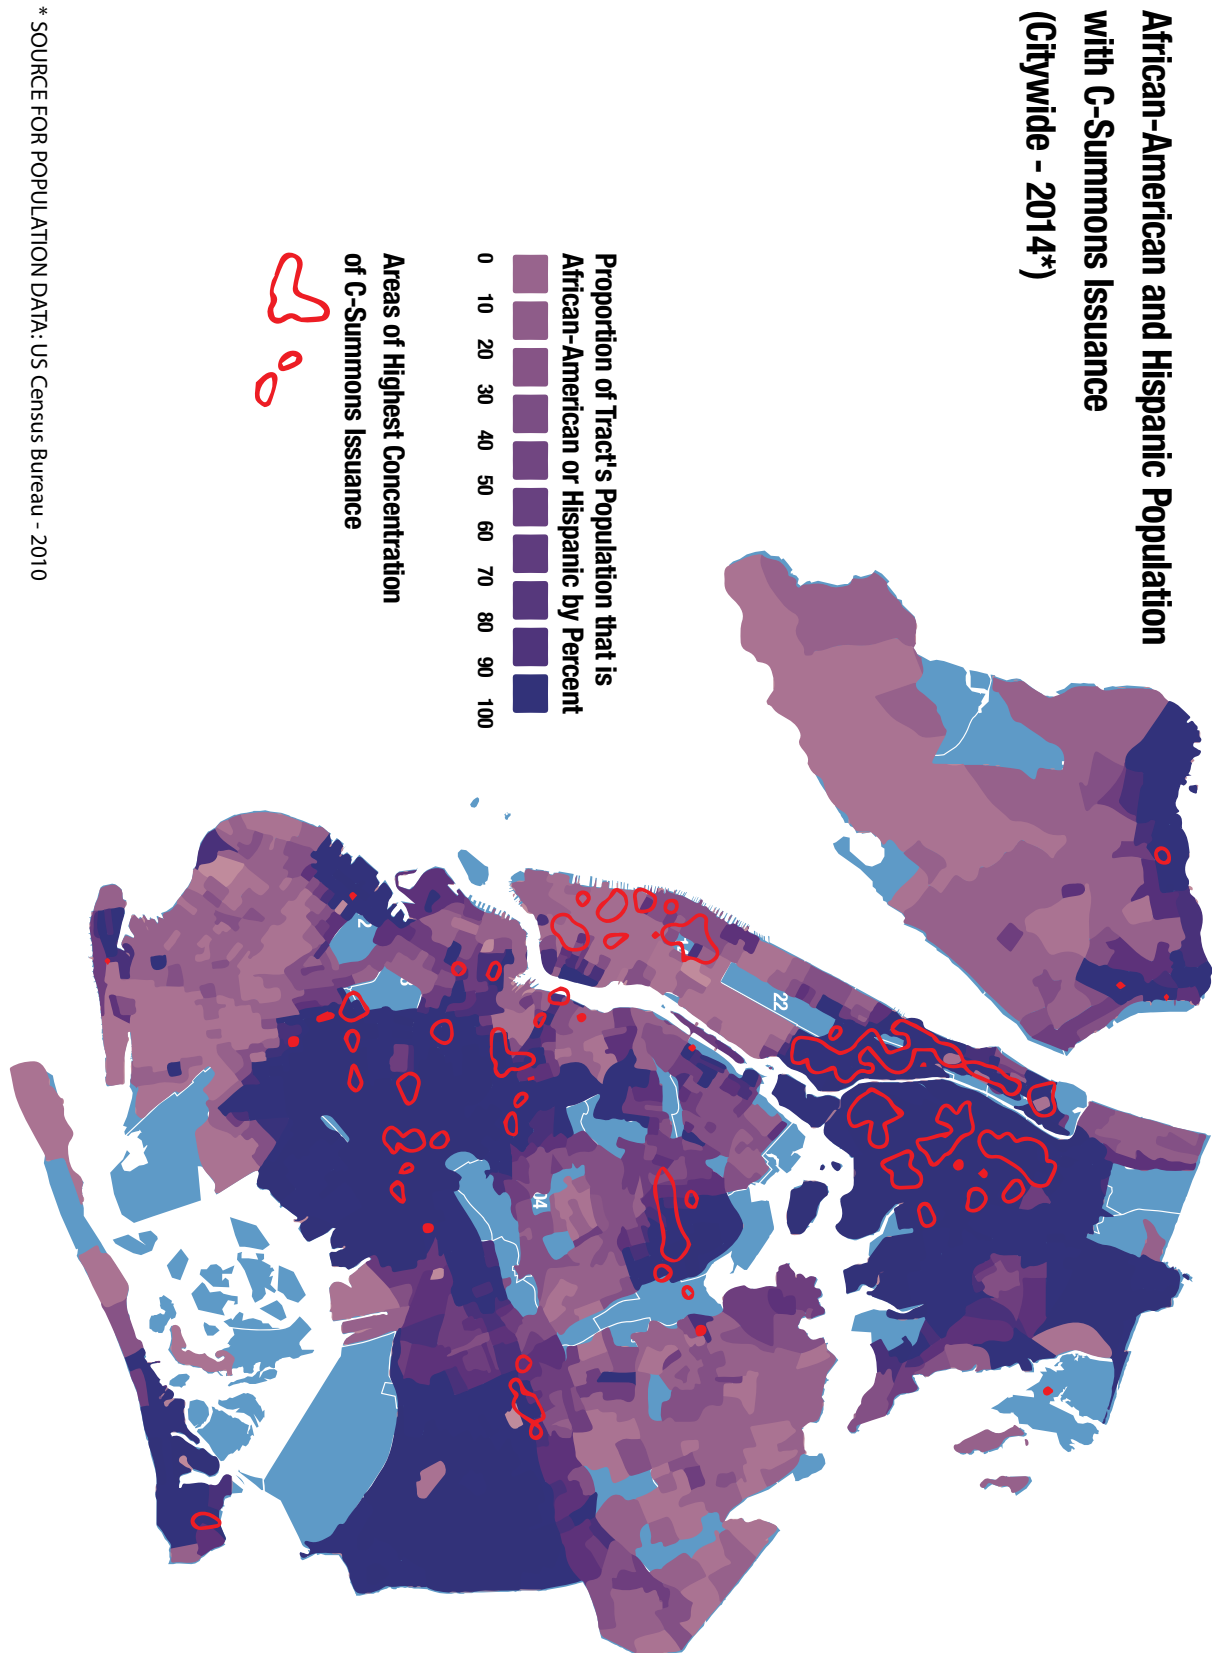 African-American and Hispanic Population
with C-Summons Issuance
(Citywide - 2014*)
Proportion of Tract's Population that is
African-American or Hispanic by Percent
0 10 20 30 40 50 60 70 80 90 100
Areas of Highest Concentration
of C-Summons Issuance
22
* SOURCE FOR POPULATION DATA: US Census Bureau - 2010